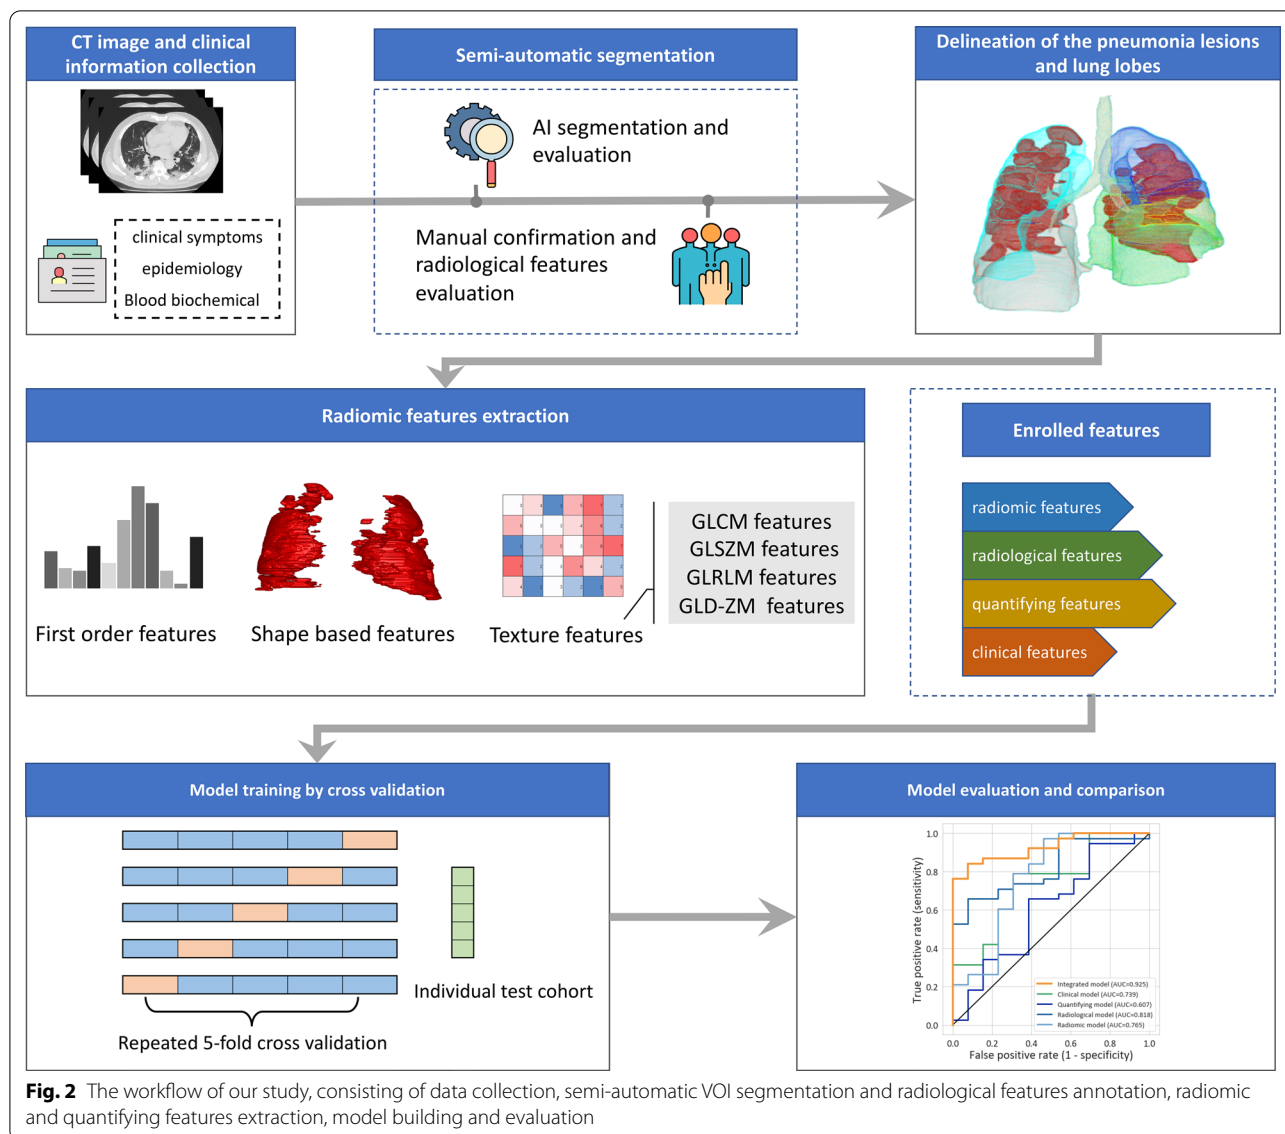 CT image and clinical
information collection
clinical symptoms
epidemiology
Blood biochemical
Semi-automatic segmentation
AI segmentation and
evaluation
Manual confirmation and
radiological features
evaluation
Delineation of the pneumonia lesions
and lung lobes
Radiomic features extraction
First order features
Shape based features
Texture features
GLCM features
GLSZM features
GLRLM features
GLD-ZM features
Enrolled features
radiomic features
radiological features
quantifying features
clinical features
Model training by cross validation
Repeated 5-fold cross validation
Individual test cohort
Model evaluation and comparison
True positive rate (sensitivity)
1.0
0.8
0.6
0.4
0.2
0.0
Integrated model (AUC=0.925)
Clinical model (AUC=0.739)
Quantifying model (AUC=0.607)
Radiological model (AUC=0.818)
Radiomic model (AUC=0.765)
0.0 0.2 0.4 0.6 0.8 1.0
False positive rate (1 - specificity)
Fig. 2 The workflow of our study, consisting of data collection, semi-automatic VOI segmentation and radiological features annotation, radiomic
and quantifying features extraction, model building and evaluation